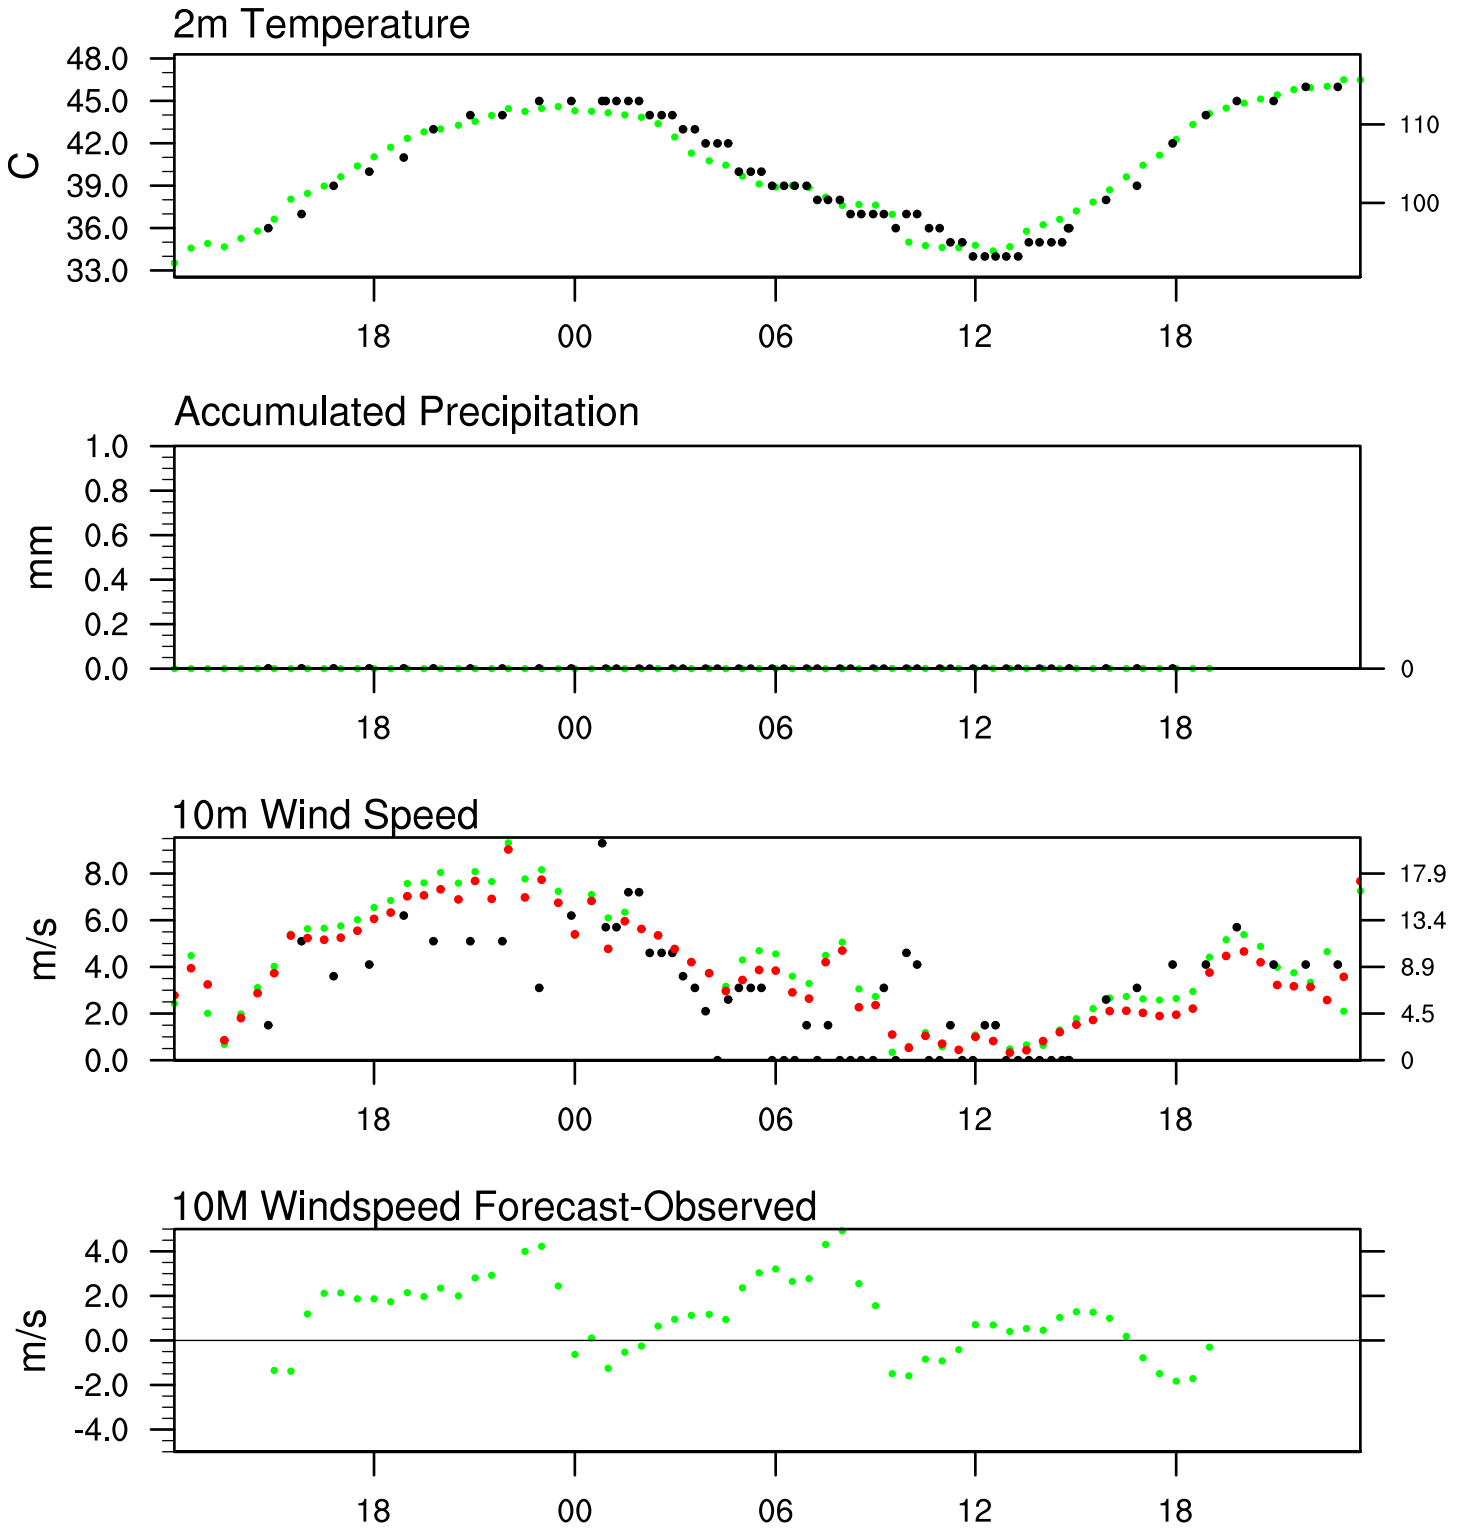 2m Temperature
48.0
45.0
42.0
39.0
36.0
33.0
C
110
100
18 00 06 12 18
Accumulated Precipitation
1.0
0.8
0.6
0.4
0.2
0.0
mm
0
18 00 06 12 18
10m Wind Speed
8.0
6.0
4.0
2.0
0.0
m/s
17.9
13.4
8.9
4.5
0
18 00 06 12 18
10M Windspeed Forecast-Observed
4.0
2.0
0.0
-2.0
-4.0
m/s
18 00 06 12 18